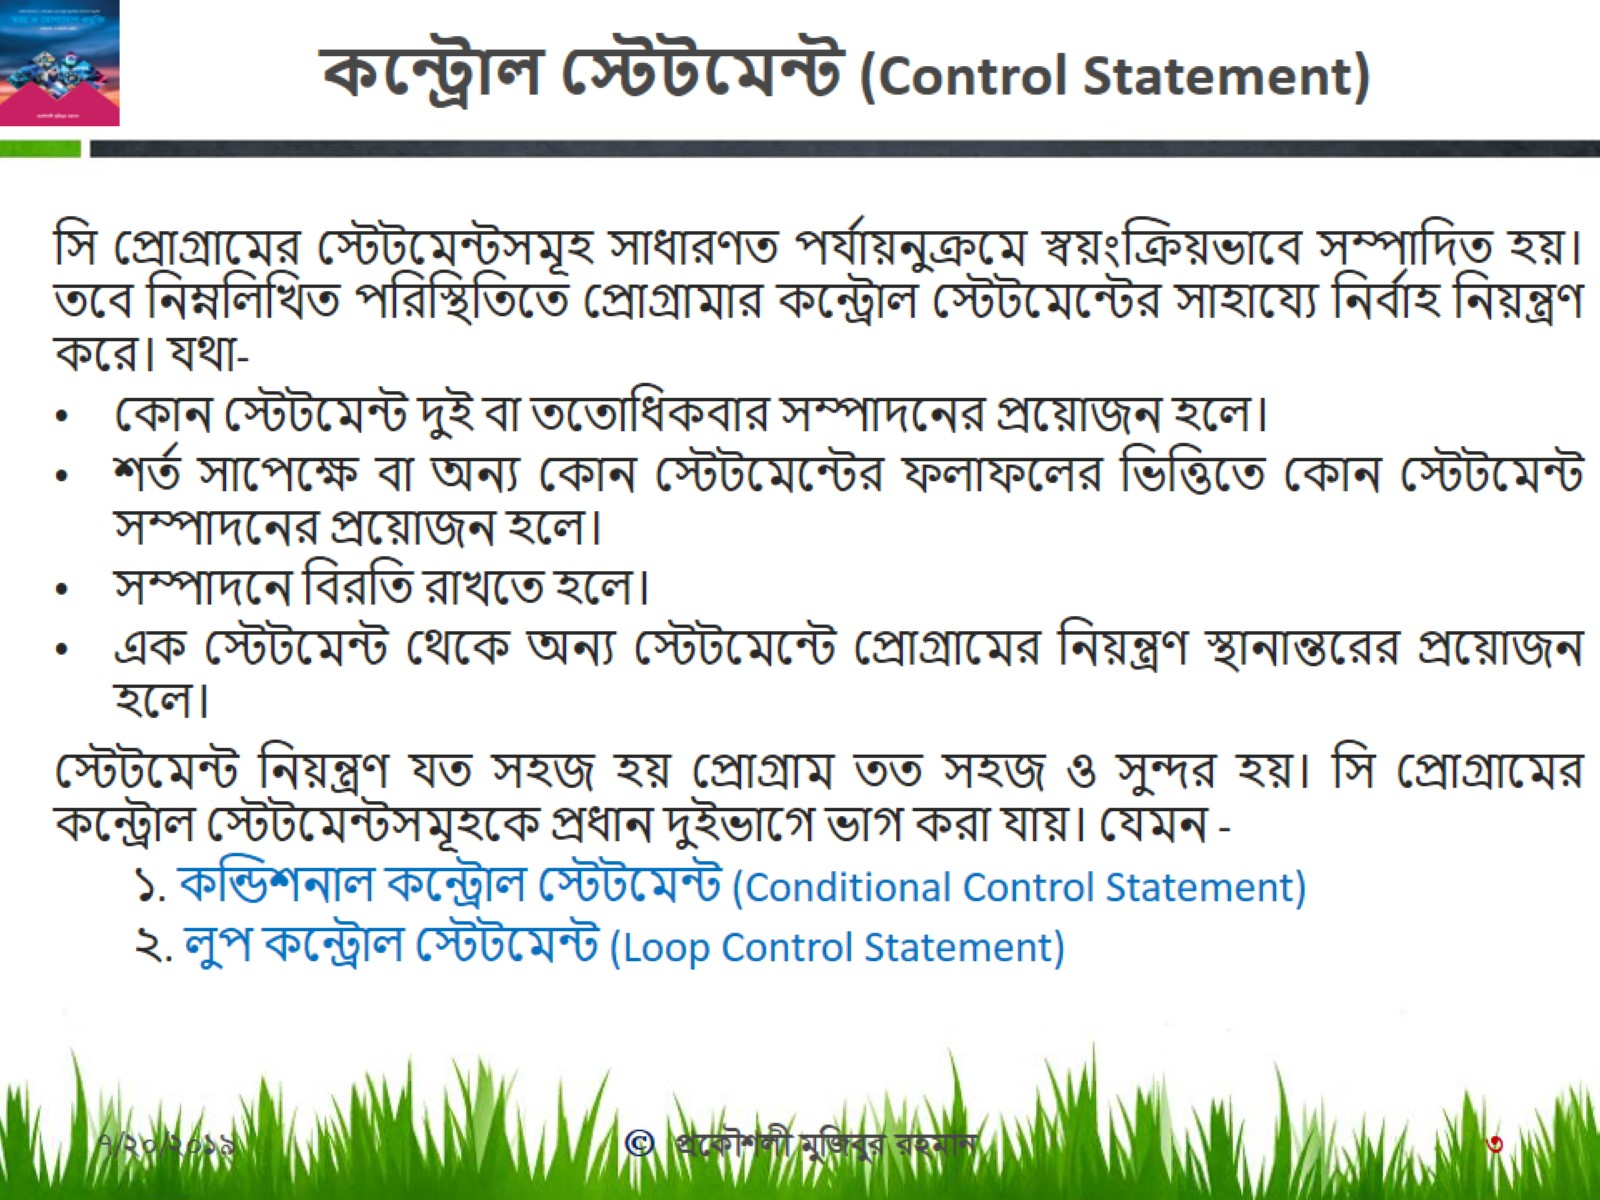 কন্ট্রোল স্টেটমেন্ট (Control Statement)
সি প্রোগ্রামের স্টেটমেন্টসমূহ সাধারণত পর্যায়নুক্রমে স্বয়ংক্রিয়ভাবে সম্পাদিত হয়।
তবে নিম্নলিখিত পরিস্থিতিতে প্রোগ্রামার কন্ট্রোল স্টেটমেন্টের সাহায্যে নির্বাহ নিয়ন্ত্রণ
করে। যথা-
• কোন স্টেটমেন্ট দুই বা ততোধিকবার সম্পাদনের প্রয়োজন হলে।
• শর্ত সাপেক্ষে বা অন্য কোন স্টেটমেন্টের ফলাফলের ভিত্তিতে কোন স্টেটমেন্ট
সম্পাদনের প্রয়োজন হলে।
• সম্পাদনে বিরতি রাখতে হলে।
• এক স্টেটমেন্ট থেকে অন্য স্টেটমেন্টে প্রোগ্রামের নিয়ন্ত্রণ স্থানান্তরের প্রয়োজন
হলে।
স্টেটমেন্ট নিয়ন্ত্রণ যত সহজ হয় প্রোগ্রাম তত সহজ ও সুন্দর হয়। সি প্রোগ্রামের
কন্ট্রোল স্টেটমেন্টসমূহকে প্রধান দুইভাগে ভাগ করা যায়। যেমন -
১. কন্ডিশনাল কন্ট্রোল স্টেটমেন্ট (Conditional Control Statement)
২. লুপ কন্ট্রোল স্টেটমেন্ট (Loop Control Statement)
৭/২০/২০১৯
© প্রকৌশলী মুজিবুর রহমান
৩